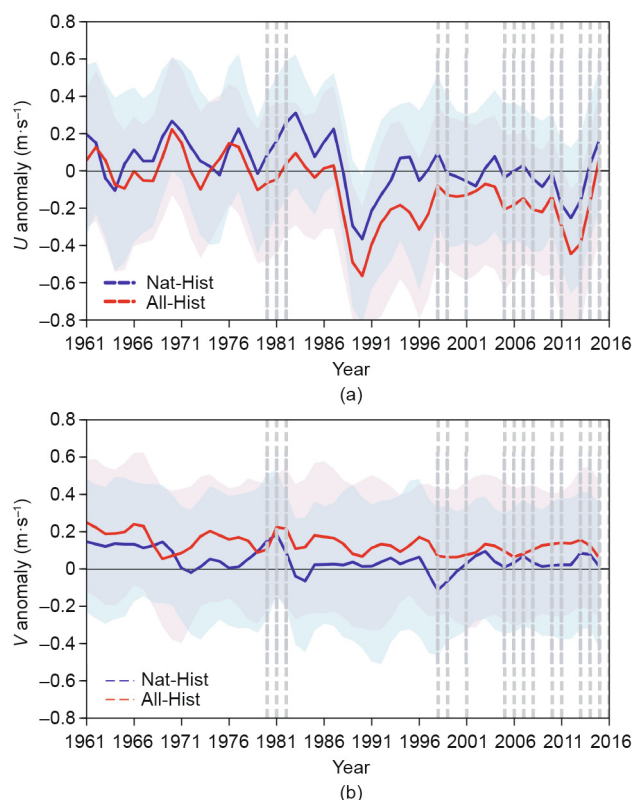 0.8
0.6
0.4
0.2
0
–0.2
–0.4
–0.6
–0.8
U anomaly (m·s⁻¹)
Nat-Hist
All-Hist
1961 1966 1971 1976 1981 1986 1991 1996 2001 2006 2011 2016
Year
(a)
0.8
0.6
0.4
0.2
0
–0.2
–0.4
–0.6
–0.8
V anomaly (m·s⁻¹)
Nat-Hist
All-Hist
1961 1966 1971 1976 1981 1986 1991 1996 2001 2006 2011 2016
Year
(b)